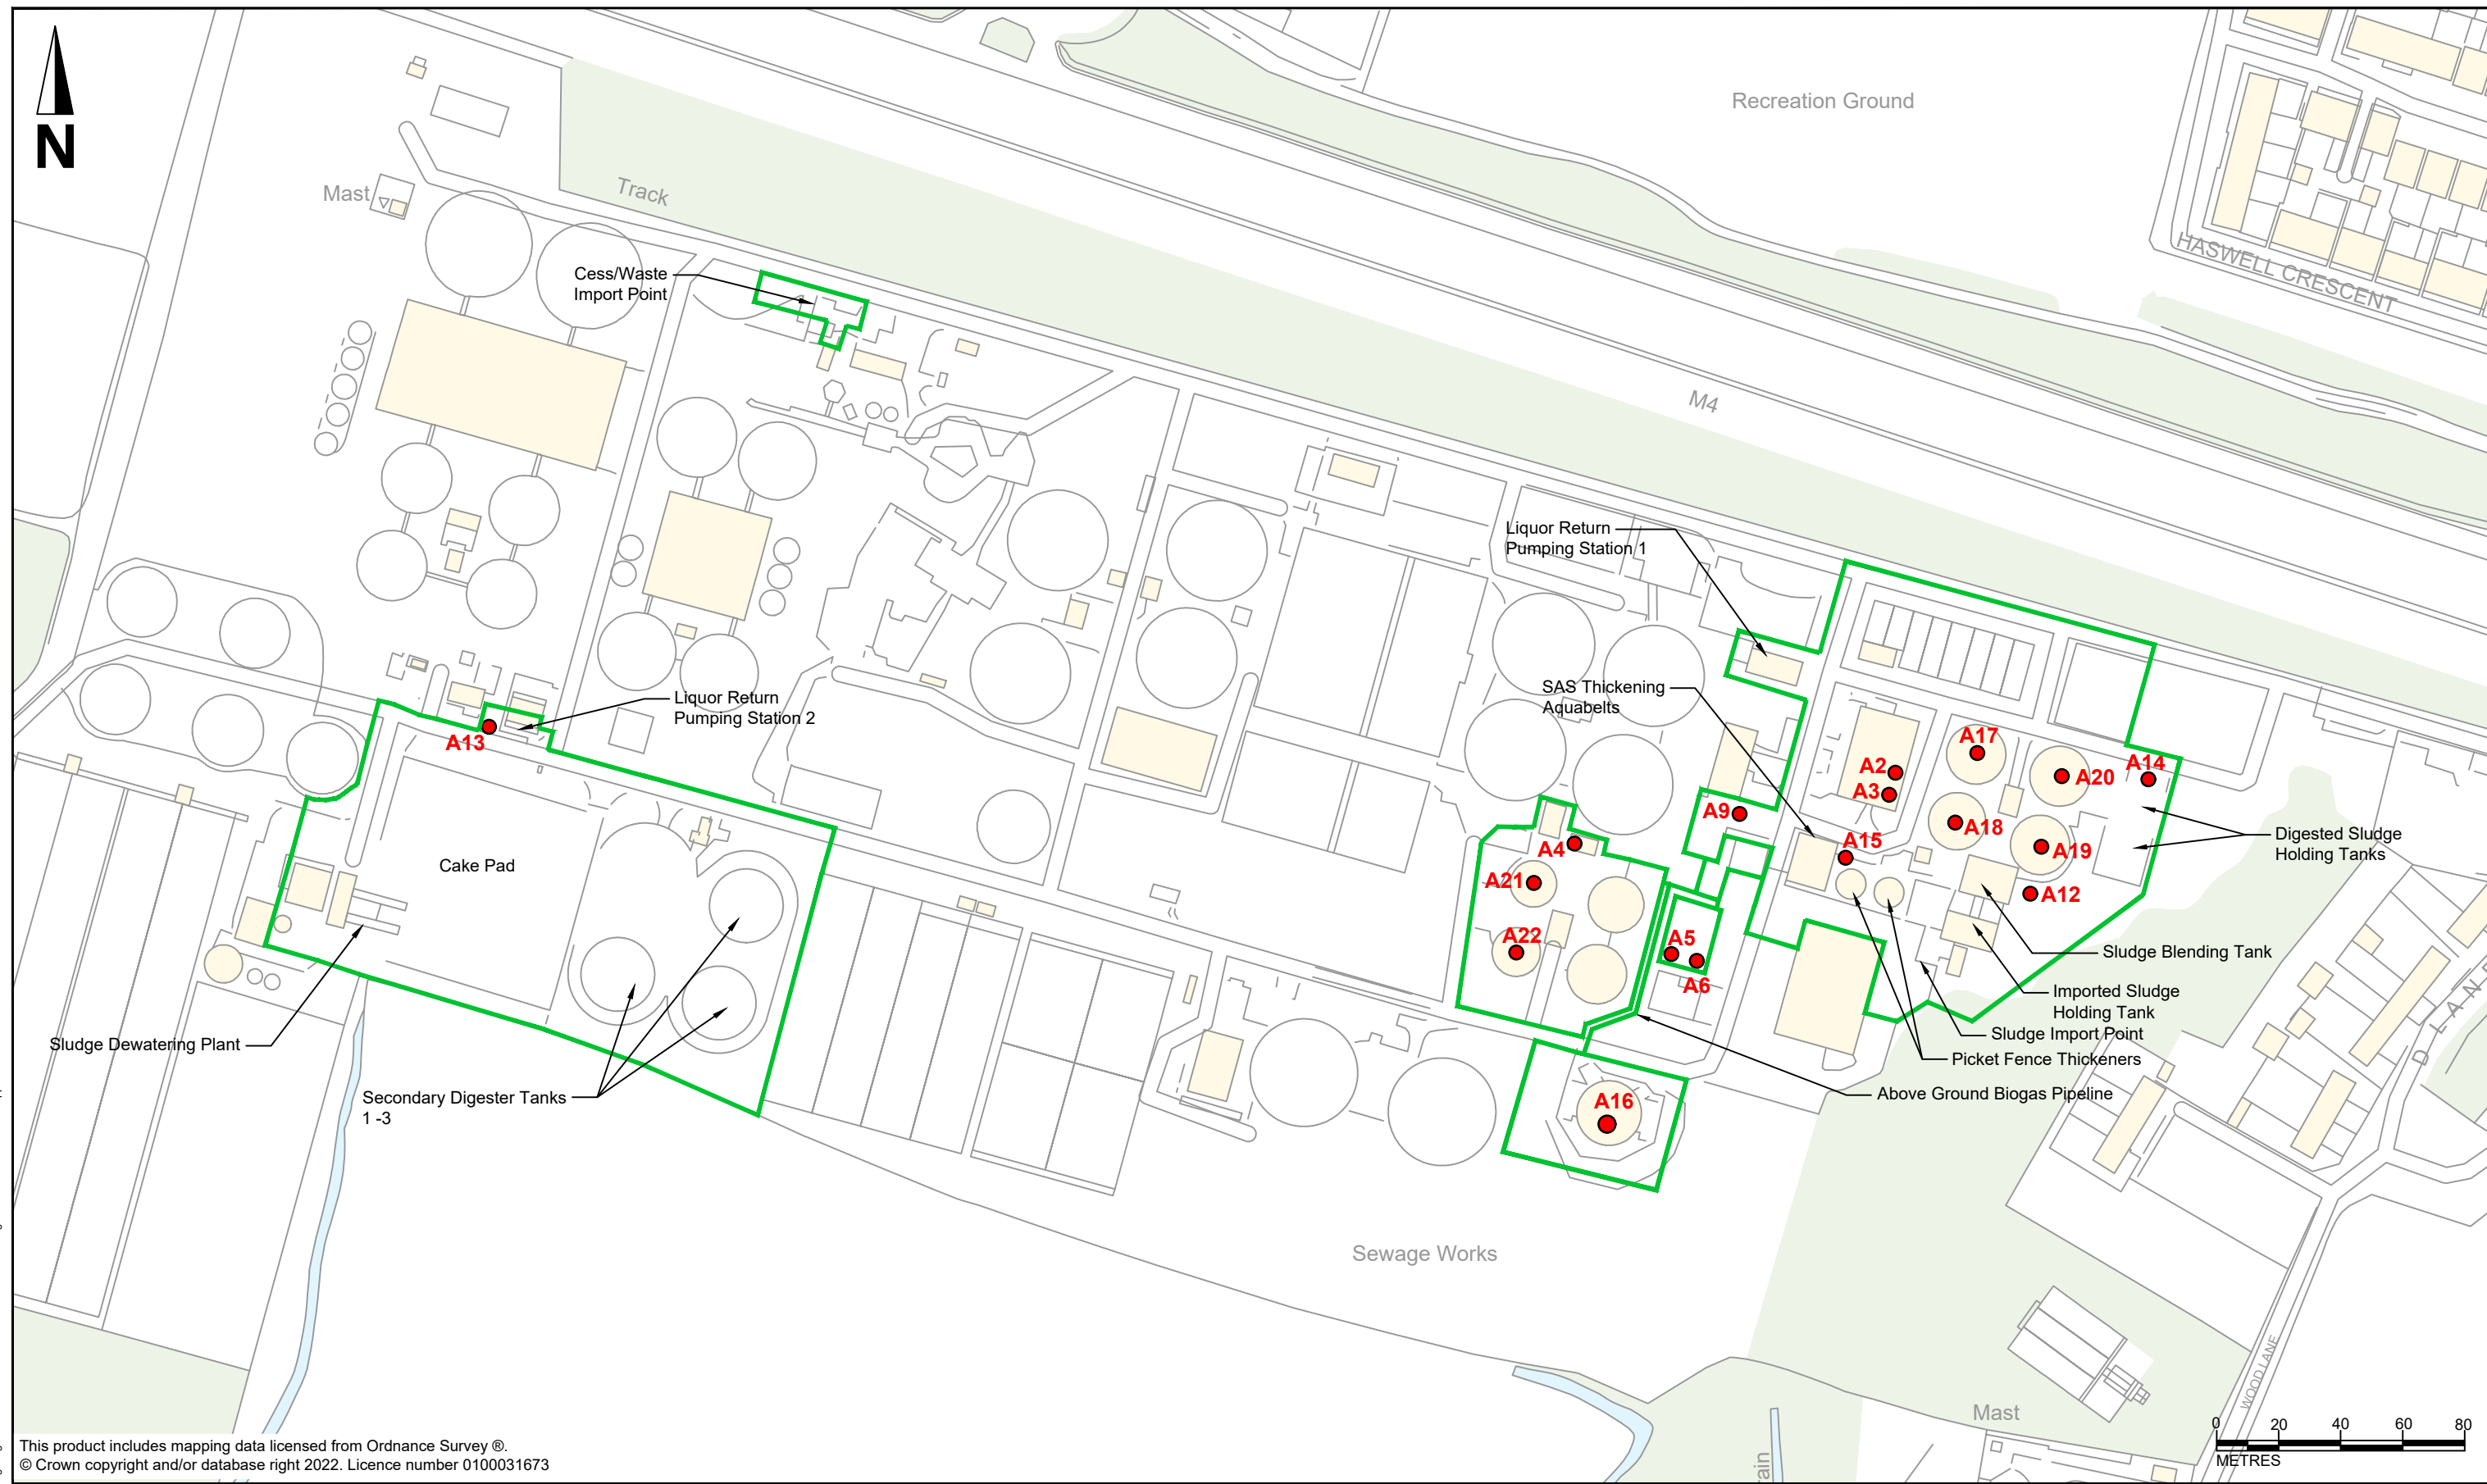 N
Recreation Ground
HASWELL CRESCENT
Mast
Track
Cess/Waste
Import Point
M4
Liquor Return
Pumping Station 1
SAS Thickening
Aquabelts
Liquor Return
Pumping Station 2
A13
A17
A2
A3
A20
A14
A9
A18
A15
A19
A4
A21
A12
Digested Sludge
Holding Tanks
Cake Pad
A22
A5
A6
Sludge Blending Tank
Imported Sludge
Holding Tank
Sludge Import Point
Picket Fence Thickeners
Above Ground Biogas Pipeline
Sludge Dewatering Plant
Secondary Digester Tanks
1 -3
A16
D LAN
Sewage Works
WOOD LANE
Mast
0 20 40 60 80
METRES
ain
This product includes mapping data licensed from Ordnance Survey ®.
© Crown copyright and/or database right 2022. Licence number 0100031673